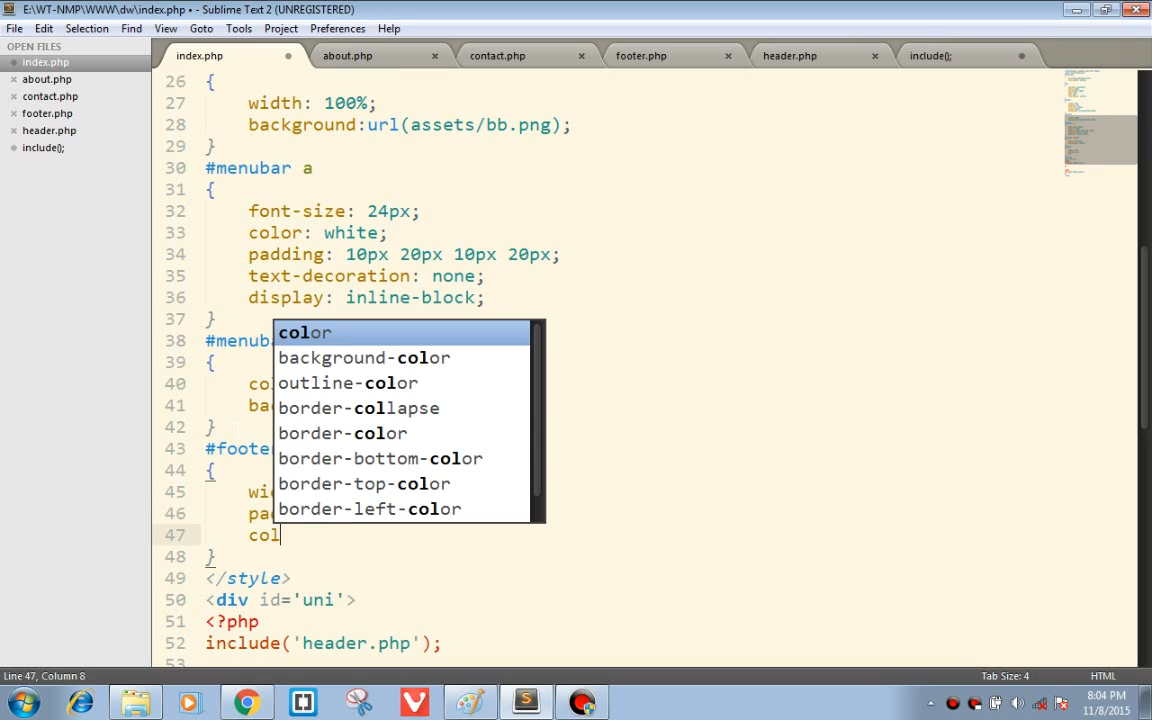 E:\WT-NMP\WWW\dw\index.php • - Sublime Text 2 (UNREGISTERED)
File Edit Selection Find View Goto Tools Project Preferences Help
OPEN FILES
index.php
about.php
contact.php
footer.php
header.php
include();
index.php about.php contact.php footer.php header.php include();
26 {
27 width: 100%;
28 background:url(assets/bb.png);
29 }
30 #menubar a
31 {
32 font-size: 24px;
33 color: white;
34 padding: 10px 20px 10px 20px;
35 text-decoration: none;
36 display: inline-block;
37 }
38 #menuba
39 {
40 co
41 ba
42 }
43 #footer
44 {
45 wi
46 pa
47 col
48 }
49 </style>
50 <div id='uni'>
51 <?php
52 include('header.php');
53
color
background-color
outline-color
border-collapse
border-color
border-bottom-color
border-top-color
border-left-color
Line 47, Column 8 Tab Size: 4 HTML
8:04 PM
11/8/2015